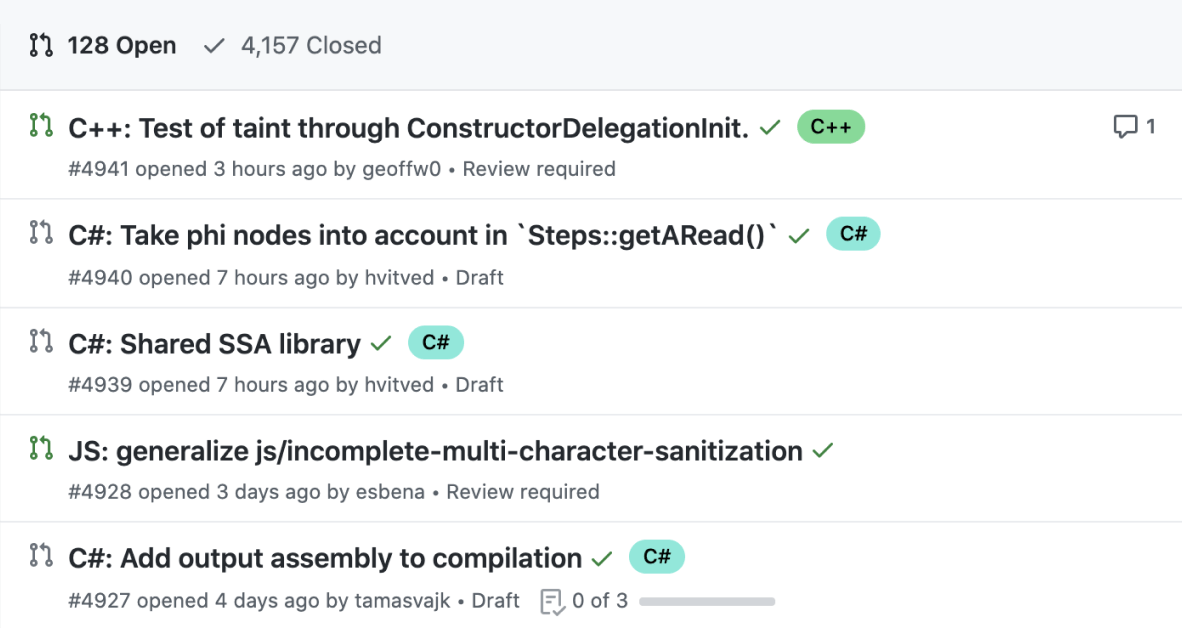 128 Open 4,157 Closed
C++: Test of taint through ConstructorDelegationInit. C++ 1
#4941 opened 3 hours ago by geoffw0 • Review required
C#: Take phi nodes into account in `Steps::getARead()` C#
#4940 opened 7 hours ago by hvitved • Draft
C#: Shared SSA library C#
#4939 opened 7 hours ago by hvitved • Draft
JS: generalize js/incomplete-multi-character-sanitization
#4928 opened 3 days ago by esbena • Review required
C#: Add output assembly to compilation C#
#4927 opened 4 days ago by tamasvajk • Draft 0 of 3